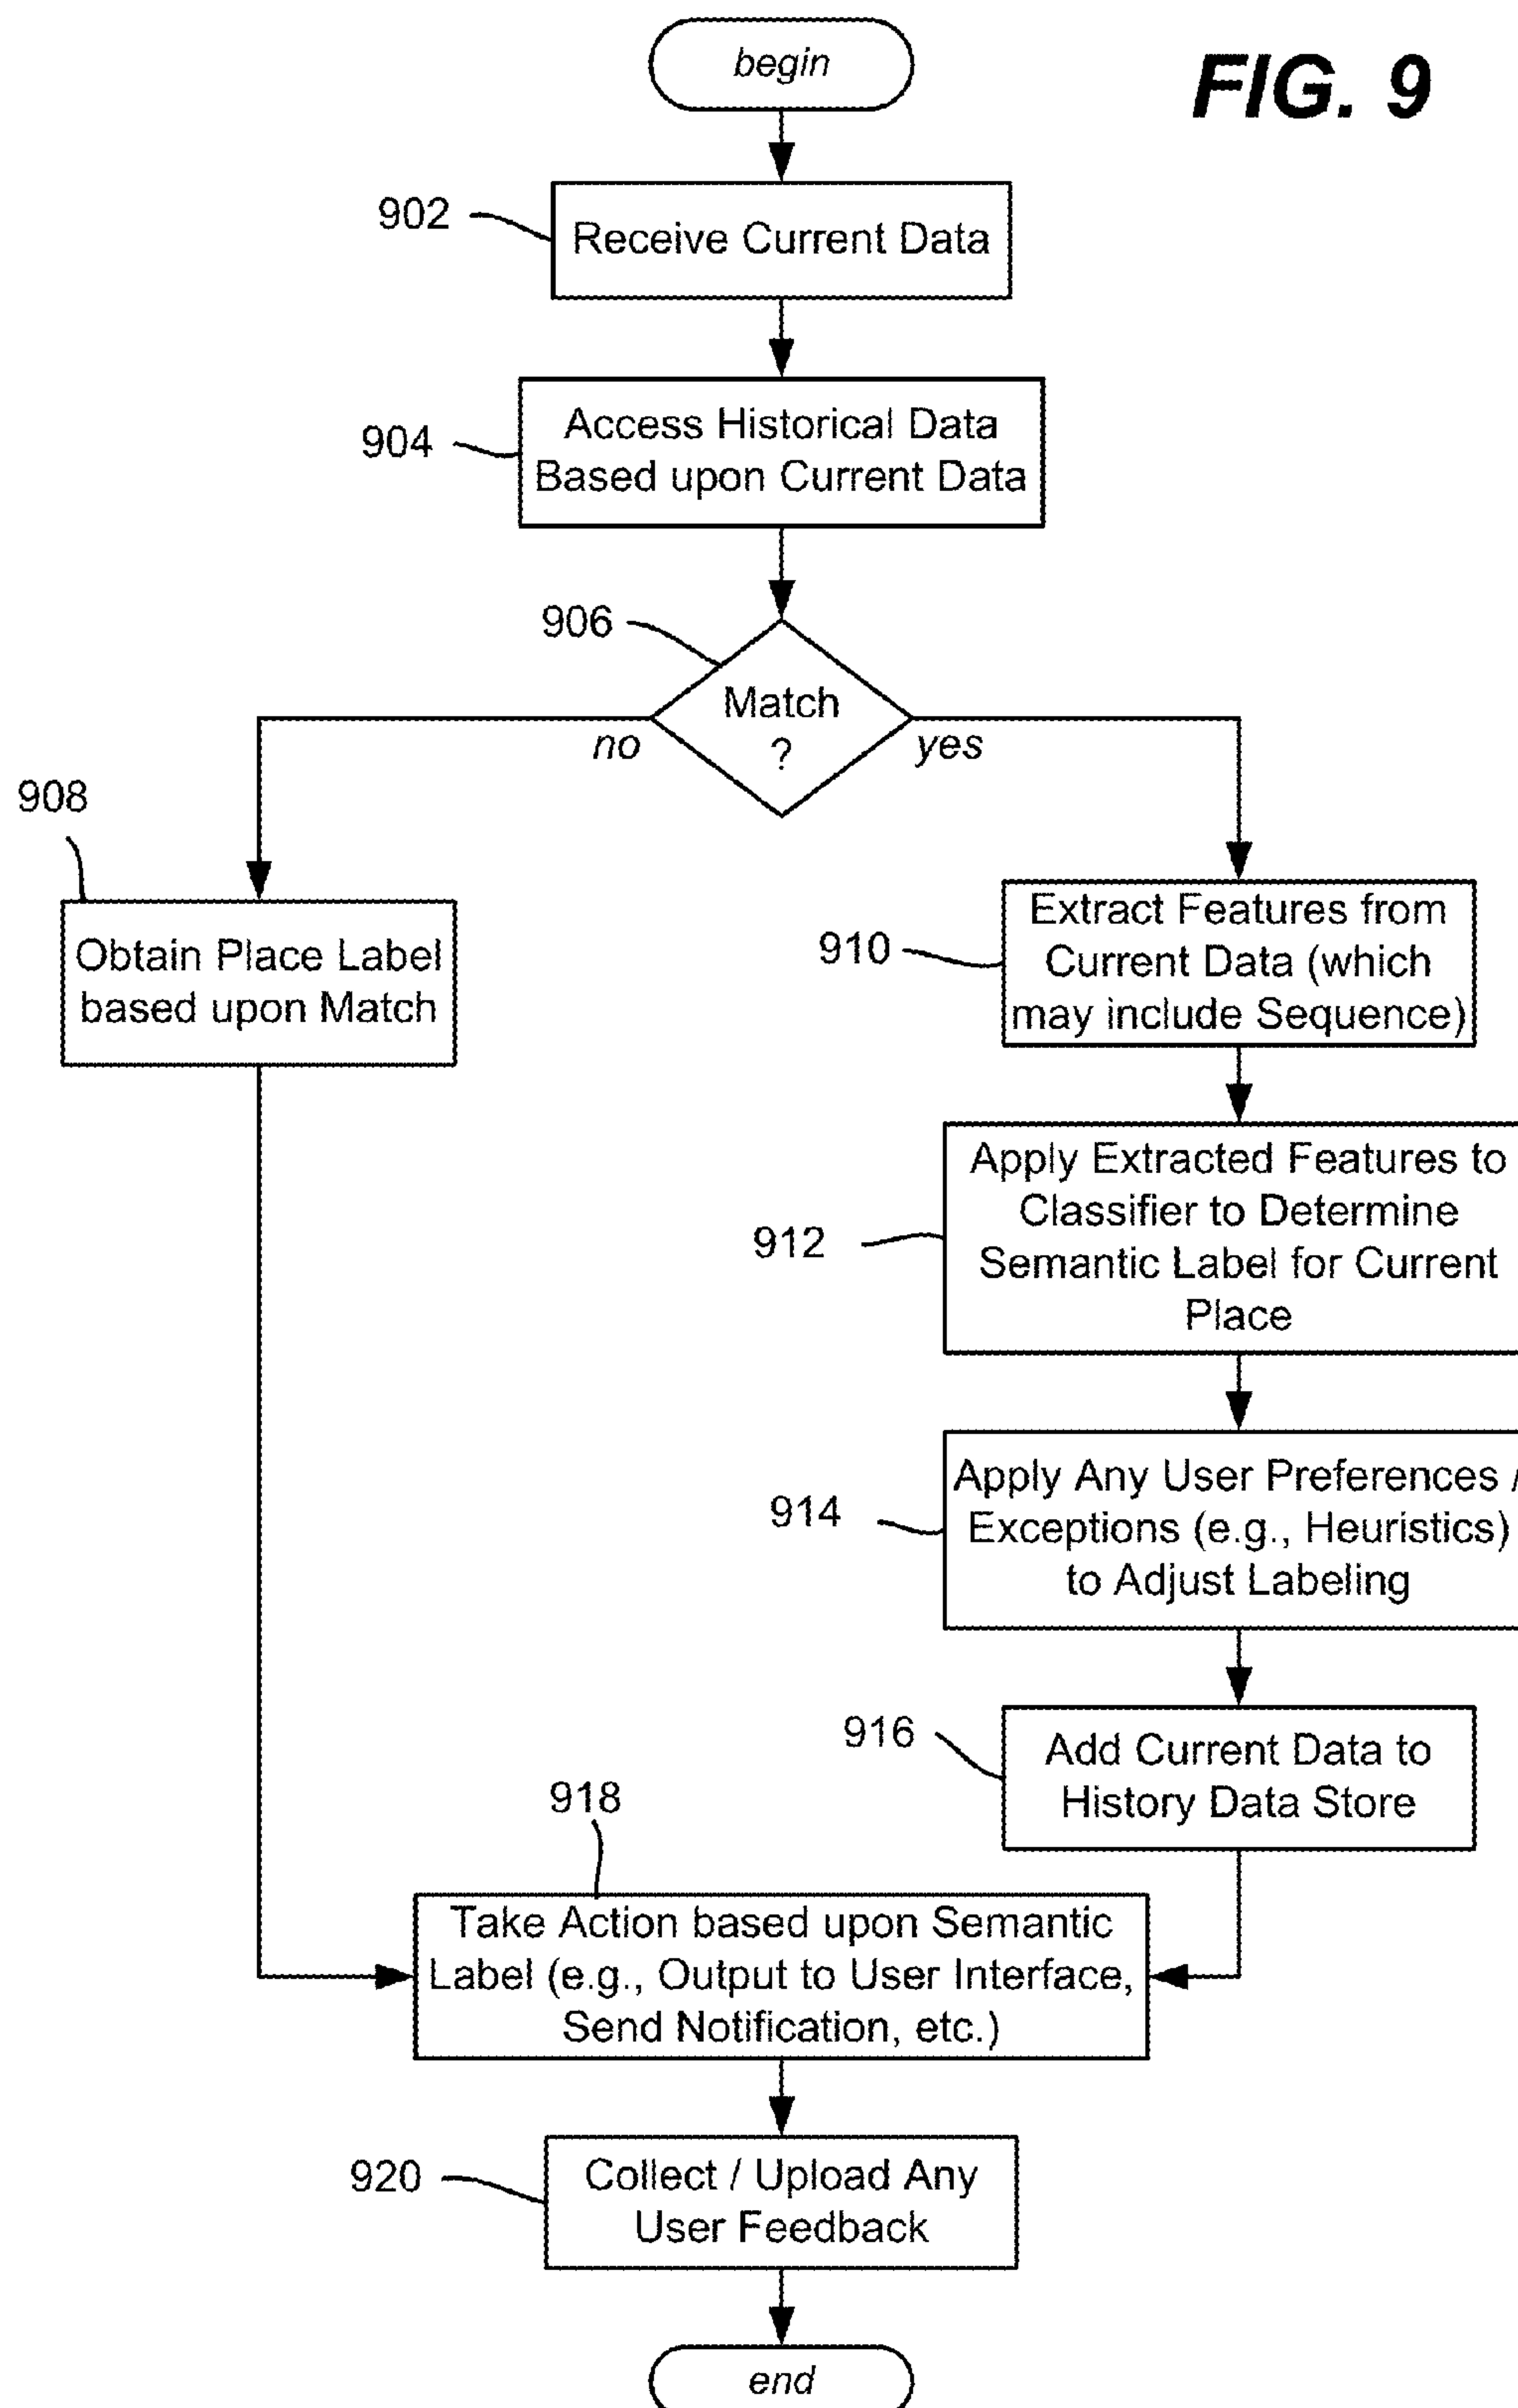 begin
FIG. 9
902
Receive Current Data
904
Access Historical Data
Based upon Current Data
906
Match
?
no
yes
908
Obtain Place Label
based upon Match
910
Extract Features from
Current Data (which
may include Sequence)
912
Apply Extracted Features to
Classifier to Determine
Semantic Label for Current
Place
914
Apply Any User Preferences /
Exceptions (e.g., Heuristics)
to Adjust Labeling
916
Add Current Data to
History Data Store
918
Take Action based upon Semantic
Label (e.g., Output to User Interface,
Send Notification, etc.)
920
Collect / Upload Any
User Feedback
end